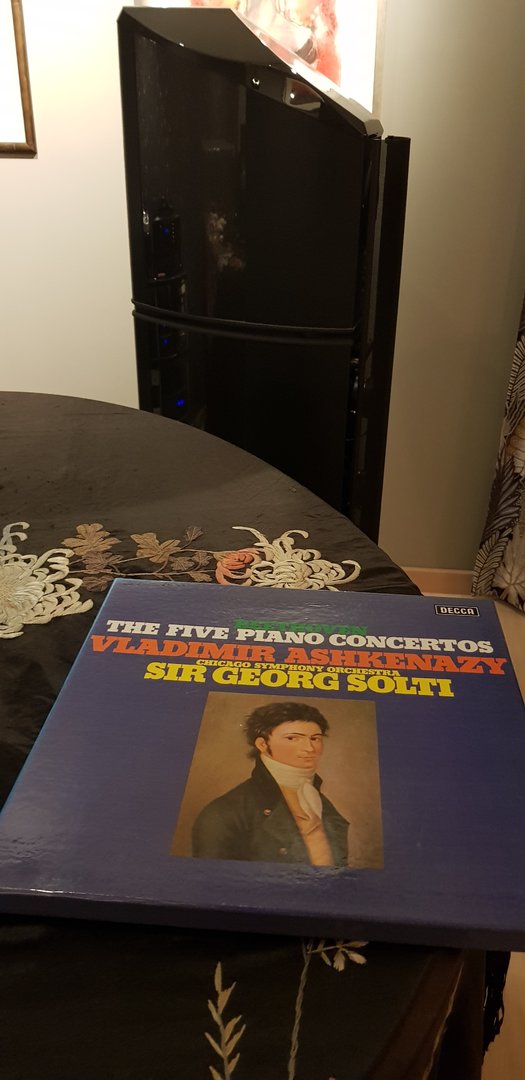 DECCA
BEETHOVEN
THE FIVE PIANO CONCERTOS
VLADIMIR ASHKENAZY
CHICAGO SYMPHONY ORCHESTRA
SIR GEORG SOLTI